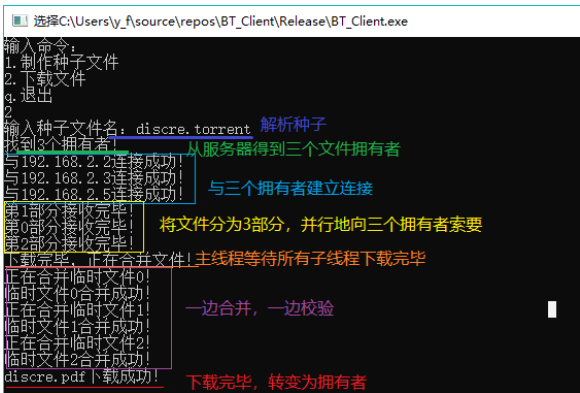 选择C:\Users\y_f\source\repos\BT_Client\Release\BT_Client.exe
输入命令:
1.制作种子文件
2.下载文件
q.退出
2
输入种子文件名: discre.torrent 解析种子
找到3个拥有者! 从服务器得到三个文件拥有者
与192.168.2.2连接成功!
与192.168.2.3连接成功! 与三个拥有者建立连接
与192.168.2.5连接成功!
第1部分接收完毕!
第0部分接收完毕! 将文件分为3部分，并行地向三个拥有者索要
第2部分接收完毕!
下载完毕, 正在合并文件! 主线程等待所有子线程下载完毕
正在合并临时文件0!
临时文件0合并成功!
正在合并临时文件1! 一边合并，一边校验
临时文件1合并成功!
正在合并临时文件2!
临时文件2合并成功!
discre.pdf下载成功! 下载完毕，转变为拥有者